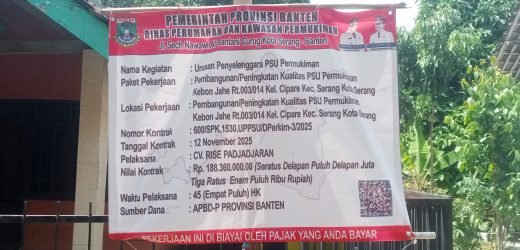 PEMERINTAH PROVINSI BANTEN
DINAS PERUMAHAN DAN KAWASAN PERMUKIMAN
Jl. Sech Nawawi Al Bantani Curug Kota Serang - Banten
Nama Kegiatan : Urusan Penyelenggara PSU Permukiman
Paket Pekerjaan : Pembangunan/Peningkatan Kualitas PSU Permukiman
Kebon Jahe Rt.003/014 Kel. Cipare Kec. Serang Kota Serang
Lokasi Pekerjaan : Pembangunan/Peningkatan Kualitas PSU Permukiman
Kebon Jahe Rt.003/014 Kel. Cipare Kec. Serang Kota Serang
Nomor Kontrak : 600/SPK.1530.UPPSU/DPerkim-3/2025
Tanggal Kontrak : 12 November 2025
Pelaksana : CV. RISE PADJADJARAN
Nilai Kontrak : Rp. 188.360.000.00 (Seratus Delapan Puluh Delapan Juta
Tiga Ratus Enam Puluh Ribu Rupiah)
Waktu Pelaksana : 45 (Empat Puluh) HK
Sumber Dana : APBD-P PROVINSI BANTEN
PEKERJAAN INI DI BIAYAI OLEH PAJAK YANG ANDA BAYAR